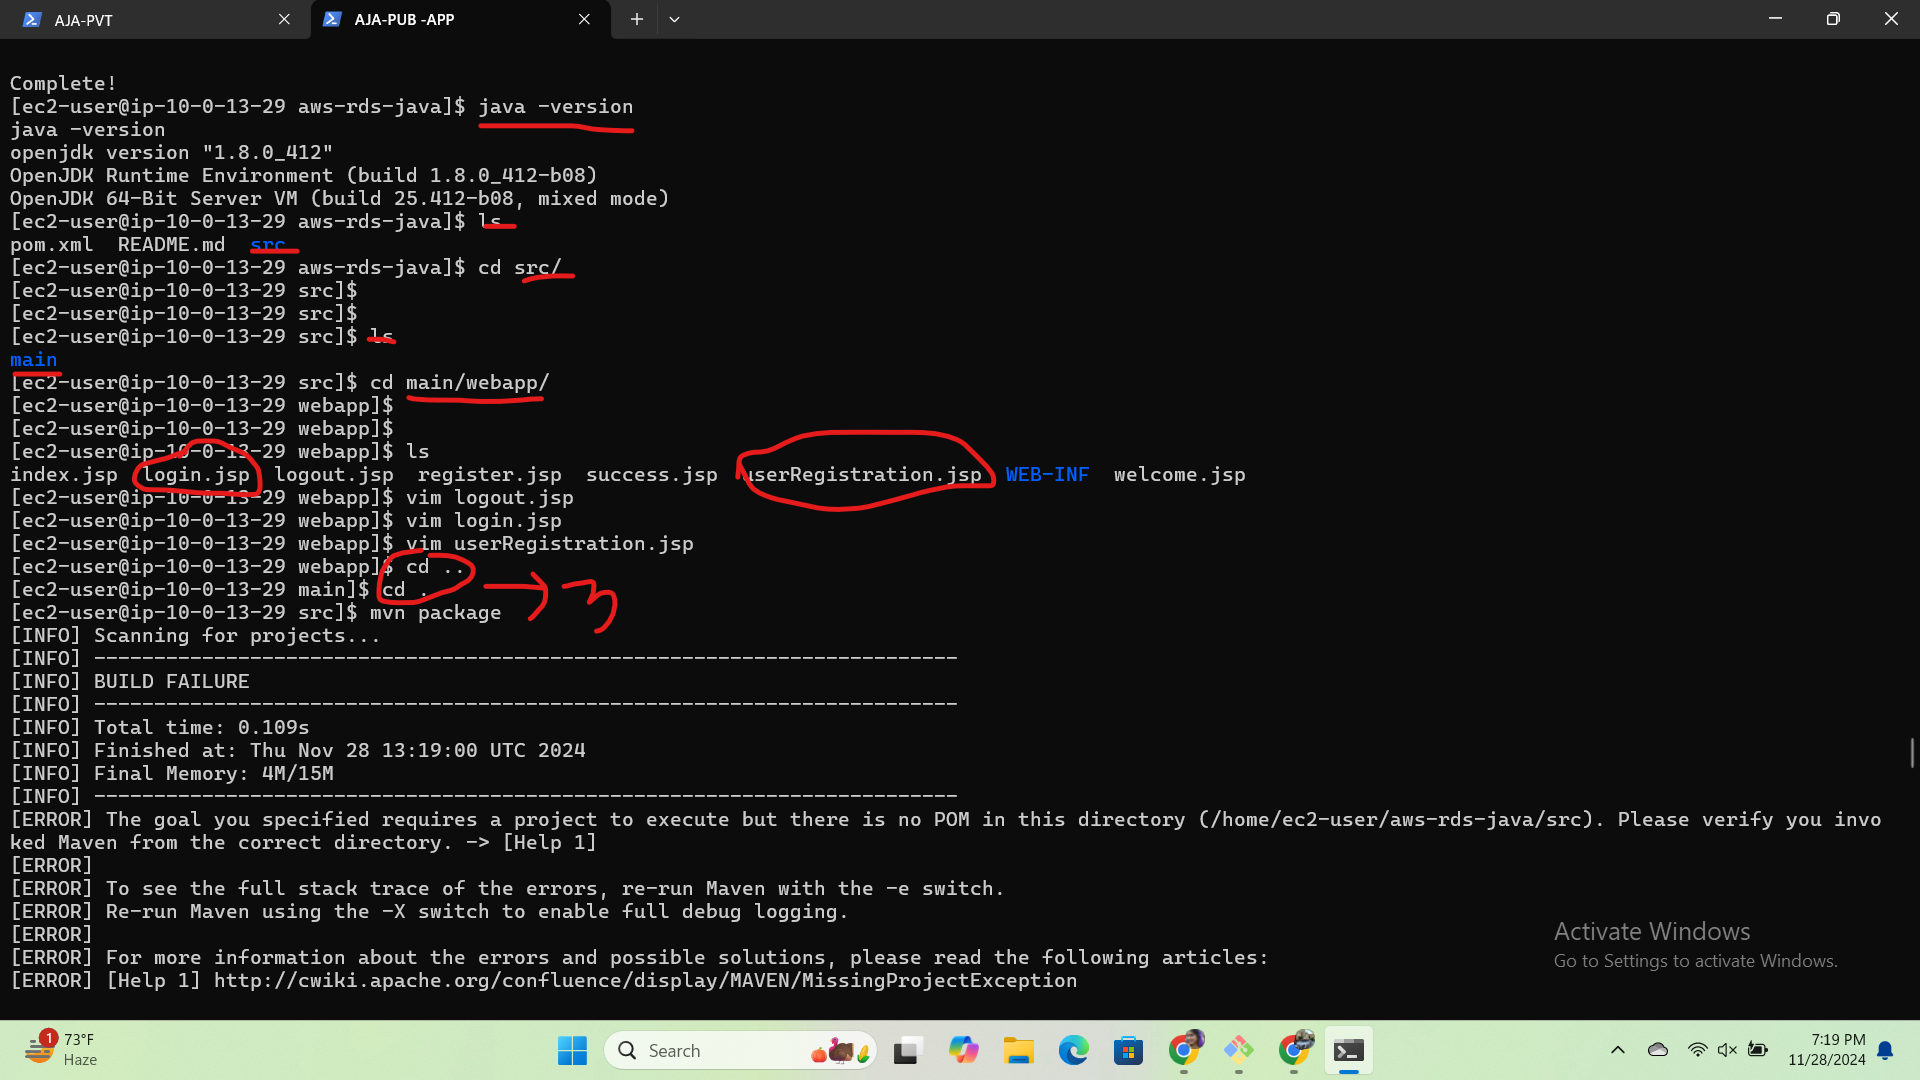 AJA-PVT
AJA-PUB -APP
Complete!
[ec2-user@ip-10-0-13-29 aws-rds-java]$ java -version
java -version
openjdk version "1.8.0_412"
OpenJDK Runtime Environment (build 1.8.0_412-b08)
OpenJDK 64-Bit Server VM (build 25.412-b08, mixed mode)
[ec2-user@ip-10-0-13-29 aws-rds-java]$ ls
pom.xml  README.md  src
[ec2-user@ip-10-0-13-29 aws-rds-java]$ cd src/
[ec2-user@ip-10-0-13-29 src]$
[ec2-user@ip-10-0-13-29 src]$
[ec2-user@ip-10-0-13-29 src]$ ls
main
[ec2-user@ip-10-0-13-29 src]$ cd main/webapp/
[ec2-user@ip-10-0-13-29 webapp]$
[ec2-user@ip-10-0-13-29 webapp]$
[ec2-user@ip-10-0-13-29 webapp]$ ls
index.jsp  login.jsp  logout.jsp  register.jsp  success.jsp  userRegistration.jsp  WEB-INF  welcome.jsp
[ec2-user@ip-10-0-13-29 webapp]$ vim logout.jsp
[ec2-user@ip-10-0-13-29 webapp]$ vim login.jsp
[ec2-user@ip-10-0-13-29 webapp]$ vim userRegistration.jsp
[ec2-user@ip-10-0-13-29 webapp]$ cd ..
[ec2-user@ip-10-0-13-29 main]$ cd ..
3
[ec2-user@ip-10-0-13-29 src]$ mvn package
[INFO] Scanning for projects...
[INFO] ------------------------------------------------------------------------
[INFO] BUILD FAILURE
[INFO] ------------------------------------------------------------------------
[INFO] Total time: 0.109s
[INFO] Finished at: Thu Nov 28 13:19:00 UTC 2024
[INFO] Final Memory: 4M/15M
[INFO] ------------------------------------------------------------------------
[ERROR] The goal you specified requires a project to execute but there is no POM in this directory (/home/ec2-user/aws-rds-java/src). Please verify you invo
ked Maven from the correct directory. -> [Help 1]
[ERROR]
[ERROR] To see the full stack trace of the errors, re-run Maven with the -e switch.
[ERROR] Re-run Maven using the -X switch to enable full debug logging.
[ERROR]
[ERROR] For more information about the errors and possible solutions, please read the following articles:
[ERROR] [Help 1] http://cwiki.apache.org/confluence/display/MAVEN/MissingProjectException
Activate Windows
Go to Settings to activate Windows.
1
73°F
Haze
Search
7:19 PM
11/28/2024